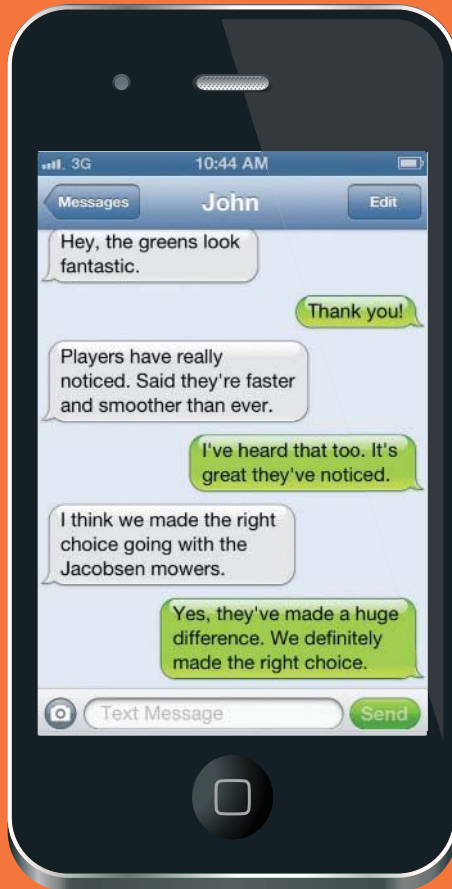 3G 10:44 AM
Messages John Edit
Hey, the greens look
fantastic.
Thank you!
Players have really
noticed. Said they're faster
and smoother than ever.
I've heard that too. It's
great they've noticed.
I think we made the right
choice going with the
Jacobsen mowers.
Yes, they've made a huge
difference. We definitely
made the right choice.
Text Message Send